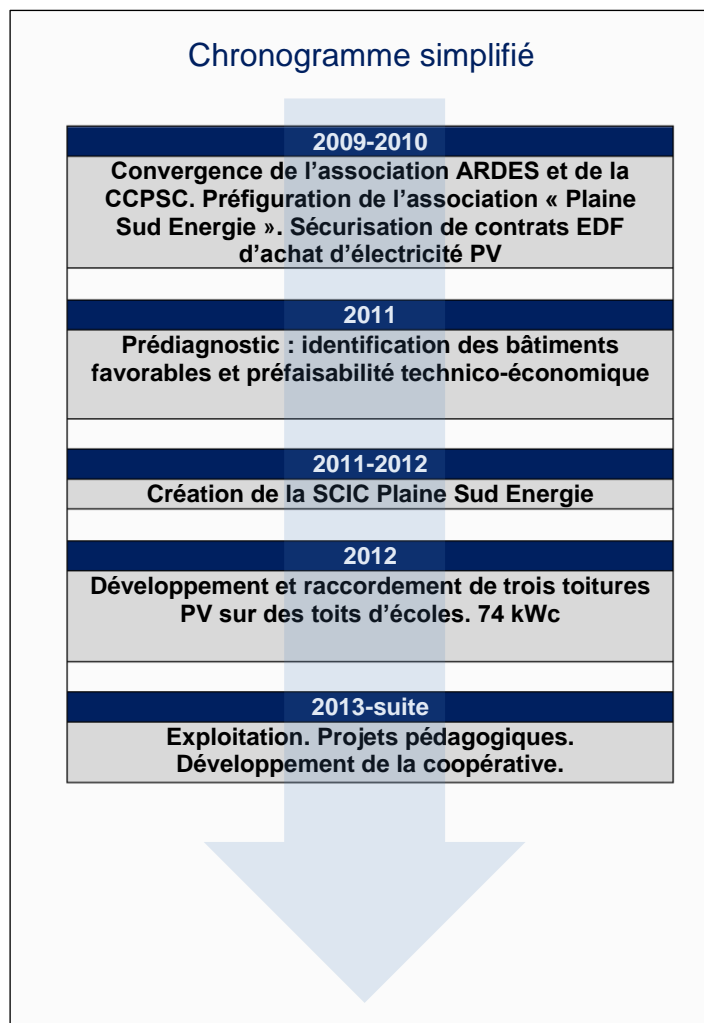 Chronogramme simplifié
2009-2010
Convergence de l’association ARDES et de la
CCPSC. Préfiguration de l’association « Plaine
Sud Energie ». Sécurisation de contrats EDF
d’achat d’électricité PV
2011
Prédiagnostic : identification des bâtiments
favorables et préfaisabilité technico-économique
2011-2012
Création de la SCIC Plaine Sud Energie
2012
Développement et raccordement de trois toitures
PV sur des toits d’écoles. 74 kWc
2013-suite
Exploitation. Projets pédagogiques.
Développement de la coopérative.